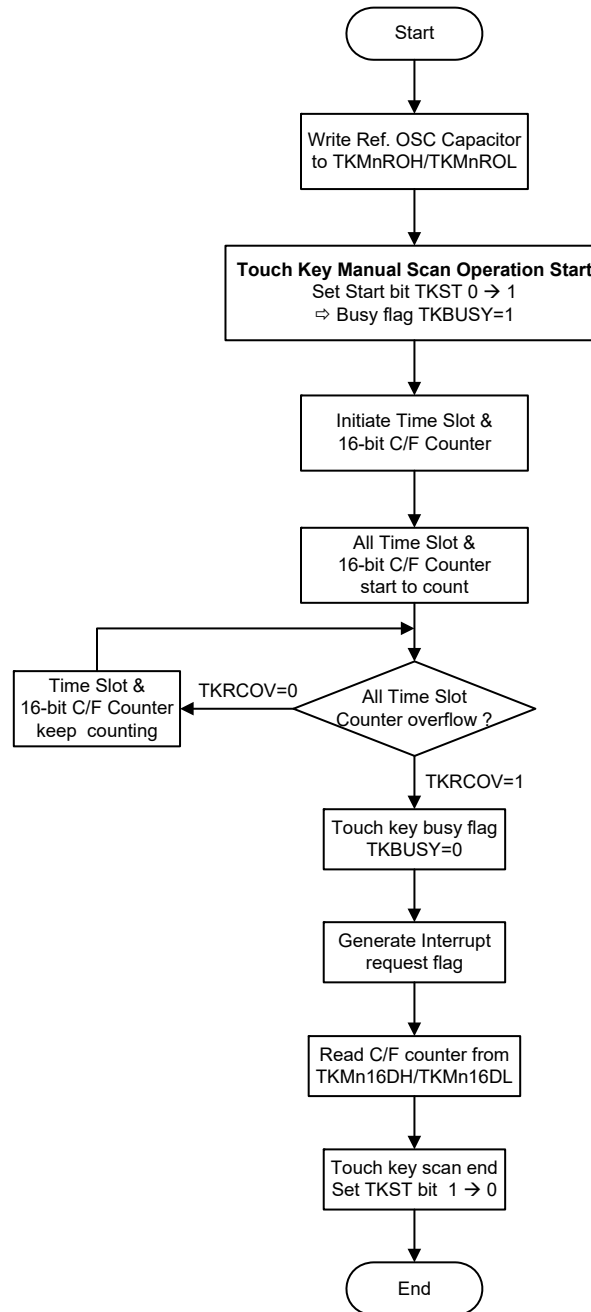 Start
Write Ref. OSC Capacitor
to TKMnROH/TKMnROL
Touch Key Manual Scan Operation Start
Set Start bit TKST 0 → 1
⇨ Busy flag TKBUSY=1
Initiate Time Slot &
16-bit C/F Counter
All Time Slot &
16-bit C/F Counter
start to count
Time Slot &
16-bit C/F Counter
keep counting
TKRCOV=0
All Time Slot
Counter overflow ?
TKRCOV=1
Touch key busy flag
TKBUSY=0
Generate Interrupt
request flag
Read C/F counter from
TKMn16DH/TKMn16DL
Touch key scan end
Set TKST bit 1 → 0
End